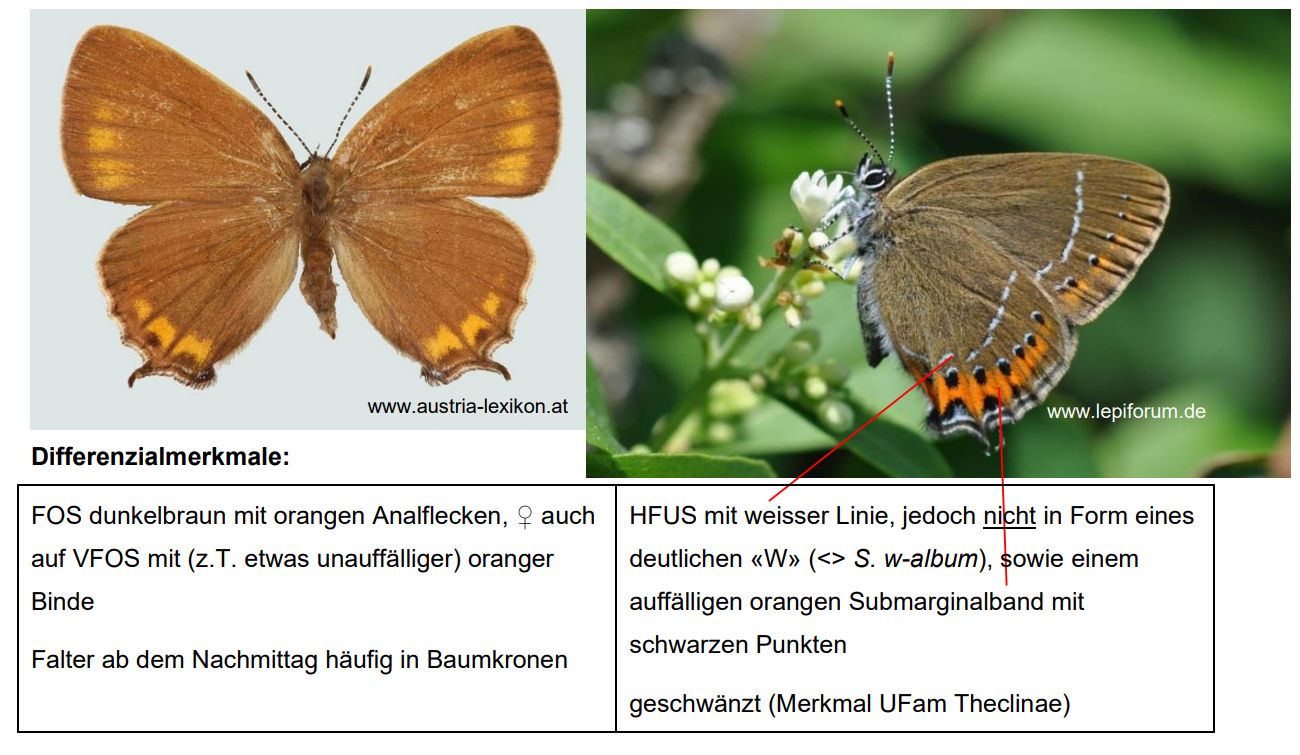 www.austria-lexikon.at
www.lepiforum.de
Differenzialmerkmale:
FOS dunkelbraun mit orangen Analflecken, ♀ auch
auf VFOS mit (z.T. etwas unauffälliger) oranger
Binde
Falter ab dem Nachmittag häufig in Baumkronen
HFUS mit weisser Linie, jedoch nicht in Form eines
deutlichen «W» (<> S. w-album), sowie einem
auffälligen orangen Submarginalband mit
schwarzen Punkten
geschwänzt (Merkmal UFam Theclinae)